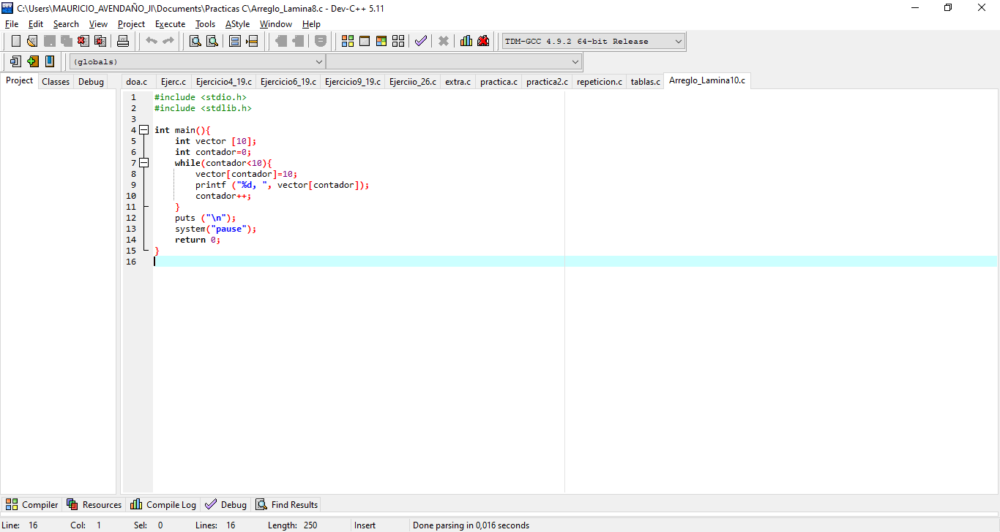 C:\Users\MAURICIO_AVENDAÑO_JI\Documents\Practicas C\Arreglo_Lamina8.c - Dev-C++ 5.11
File Edit Search View Project Execute Tools AStyle Window Help
TDM-GCC 4.9.2 64-bit Release
(globals)
Project Classes Debug
doa.c Ejerc.c Ejercicio4_19.c Ejercicio6_19.c Ejercicio9_19.c Ejerciio_26.c extra.c practica.c practica2.c repeticion.c tablas.c Arreglo_Lamina10.c
1 #include <stdio.h>
2 #include <stdlib.h>
3
4 int main(){
5 int vector [10];
6 int contador=0;
7 while(contador<10){
8 vector[contador]=10;
9 printf ("%d, ", vector[contador]);
10 contador++;
11 }
12 puts ("\n");
13 system("pause");
14 return 0;
15 }
16
Compiler Resources Compile Log Debug Find Results
Line: 16 Col: 1 Sel: 0 Lines: 16 Length: 250 Insert Done parsing in 0,016 seconds